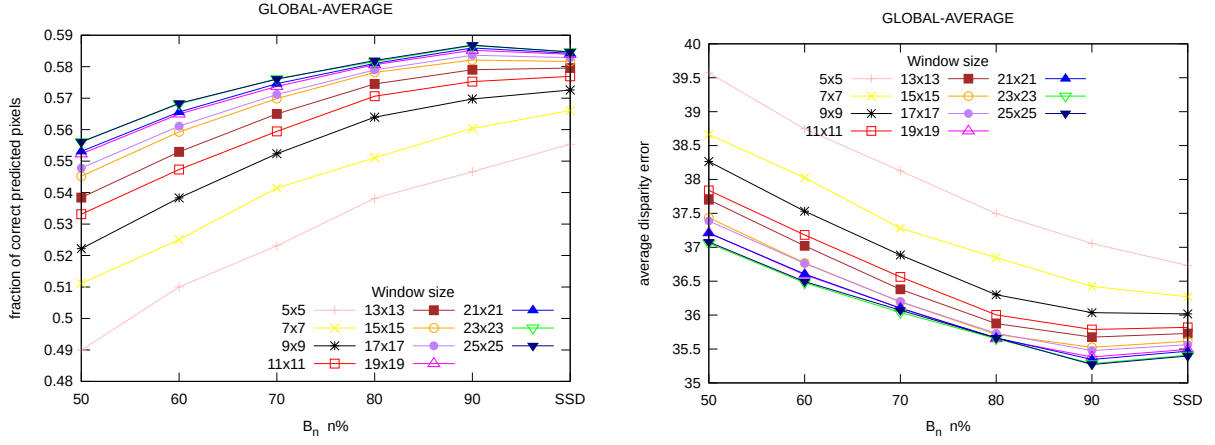 GLOBAL-AVERAGE
fraction of correct predicted pixels
0.59
0.58
0.57
0.56
0.55
0.54
0.53
0.52
0.51
0.5
0.49
0.48
Window size
5x5 13x13 21x21
7x7 15x15 23x23
9x9 17x17 25x25
11x11 19x19
50 60 70 80 90 SSD
Bn n%
GLOBAL-AVERAGE
average disparity error
40
39.5
39
38.5
38
37.5
37
36.5
36
35.5
35
Window size
5x5 13x13 21x21
7x7 15x15 23x23
9x9 17x17 25x25
11x11 19x19
50 60 70 80 90 SSD
Bn n%